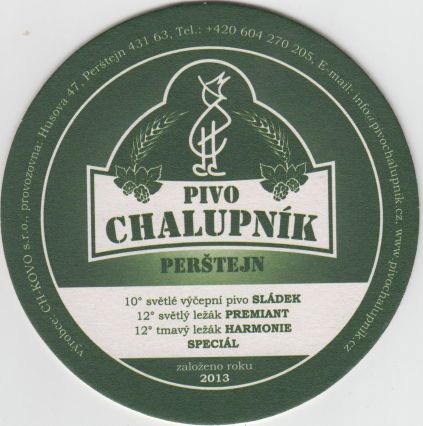 Výrobce: CH-KOVO s.r.o., provozovna: Husova 47, Perštejn 431 63, Tel.: +420 604 270 205, E-mail: info@pivochalupnik.cz, www.pivochalupnik.cz
PIVO
CHALUPNÍK
PERŠTEJN
10° světlé výčepní pivo SLÁDEK
12° světlý ležák PREMIANT
12° tmavý ležák HARMONIE
SPECIÁL
založeno roku
2013